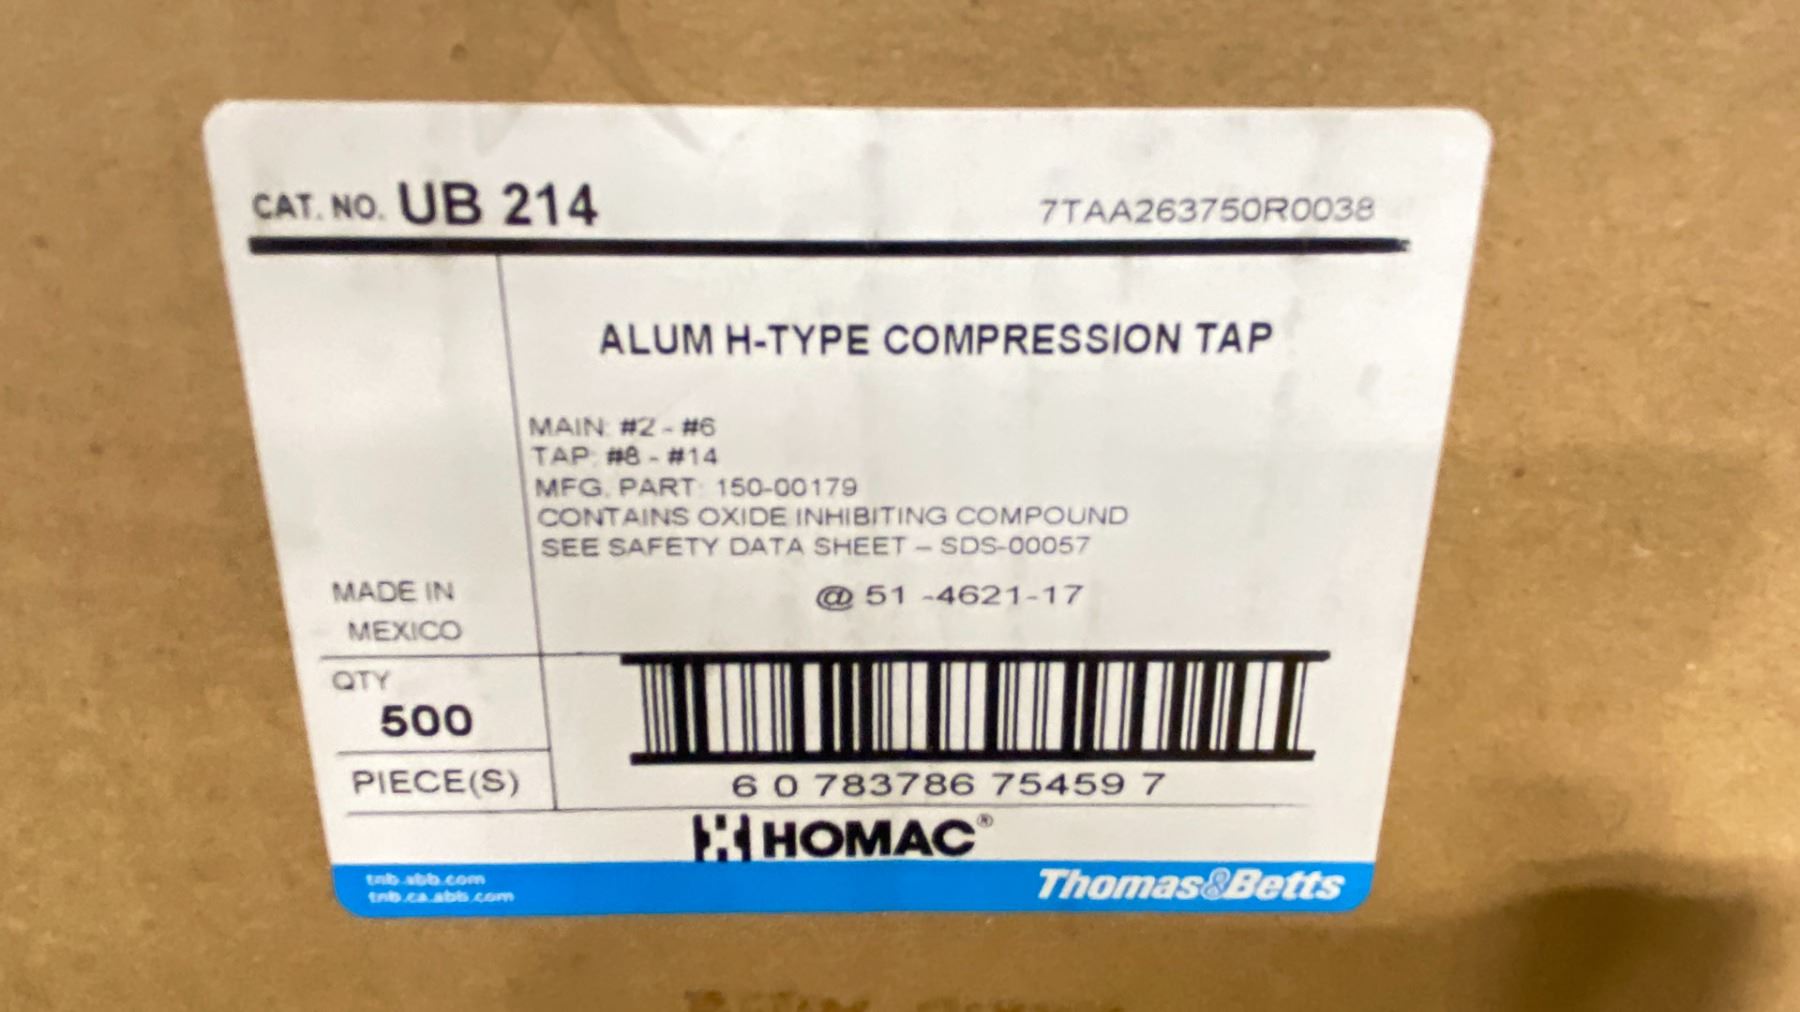 CAT. NO. UB 214 7TAA263750R0038
ALUM H-TYPE COMPRESSION TAP
MAIN: #2 - #6
TAP: #8 - #14
MFG. PART: 150-00179
CONTAINS OXIDE INHIBITING COMPOUND
SEE SAFETY DATA SHEET – SDS-00057
@ 51 -4621-17
MADE IN
MEXICO
QTY
500
PIECE(S)
6 0 783786 75459 7
HOMAC®
tnb.abb.com
tnb.ca.abb.com
Thomas&Betts